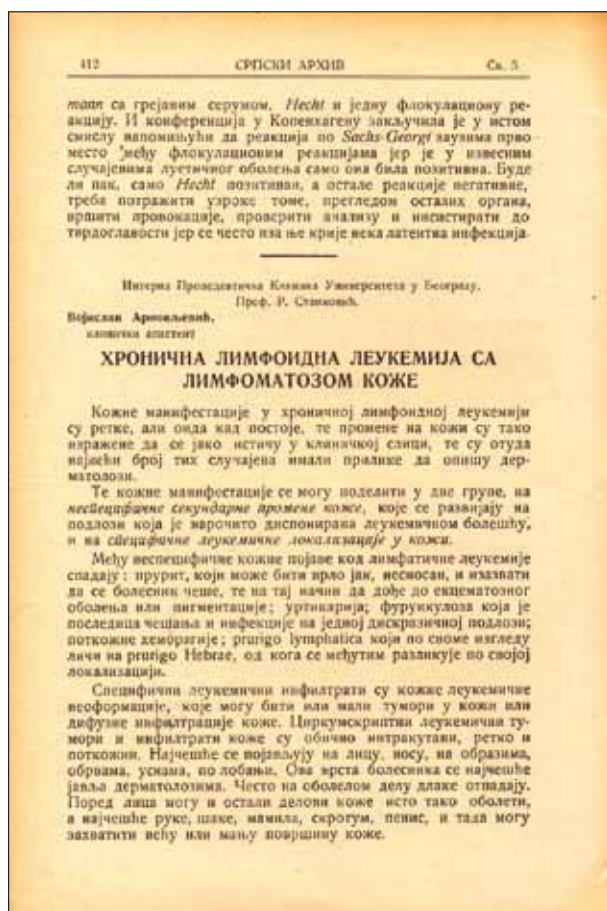 412 СРПСКИ АРХИВ Св. 5
mann са грејаним серумом, Hecht и једну флокулациону ре-
акцију. И конференција у Копенхагену закључила је у истом
смислу напомињући да реакција по Sachs-Georgi заузима прво
место међу флокулационим реакцијама јер је у извесним
случајевима луетичног обољења само она била позитивна. Буде
ли пак, само Hecht позитиван, а остале реакције негативне,
треба потражити узроке томе, прегледом осталих органа,
вршити провокације, проверити анализу и инсистирати до
тврдоглавости јер се често иза ње крије нека латентна инфекција
Интерна Пропедевтичка Клиника Универзитета у Београду.
Проф. Р. Станковић.
Војислав Арновљевић,
клинички асистент
ХРОНИЧНА ЛИМФОИДНА ЛЕУКЕМИЈА СА
ЛИМФОМАТОЗОМ КОЖЕ
Кожне манифестације у хроничној лимфоидној леукемији
су ретке, али онда кад постоје, те промене на кожи су тако
изражене да се јако истичу у клиничкој слици, те су отуда
највећи број тих случајева имали прилике да опишу дер-
матолози.
Те кожне манифестације се могу поделити у две групе, на
неспецифичне секундарне промене коже, које се развијају на
подлози која је нарочито диспонирана леукемичном болешћу,
и на специфичне леукемичне локализације у кожи.
Међу неспецифичне кожне појаве код лимфатичне леукемије
спадају: прурит, који може бити врло јак, несносан, и изазвати
да се болесник чеше, те на тај начин да дође до екцематозног
обољења или пигментације; уртикарија; фурункулоза која је
последица чешања и инфекције на једној дискразичној подлози;
поткожне хеморагије; prurigo lymphatica који по своме изгледу
личи на prurigo Hebrae, од кога се међутим разликује по својој
локализацији.
Специфични леукемични инфилтрати су кожне леукемичне
неоформације, које могу бити или мали тумори у кожи или
дифузне инфилтрације коже. Циркумскриптни леукемични ту-
мори и инфилтрати коже су обично интракутани, ретко и
поткожни. Најчешће се појављују на лицу, носу, на образима,
обрвама, уснама, по лобањи. Ова врста болесника се најчешће
јавља дерматолозима. Често на оболелом делу длаке отпадају.
Поред лица могу и остали делови коже исто тако оболети,
а најчешће руке, шаке, мамила, скротум, пенис, и тада могу
захватити већу или мању површину коже.